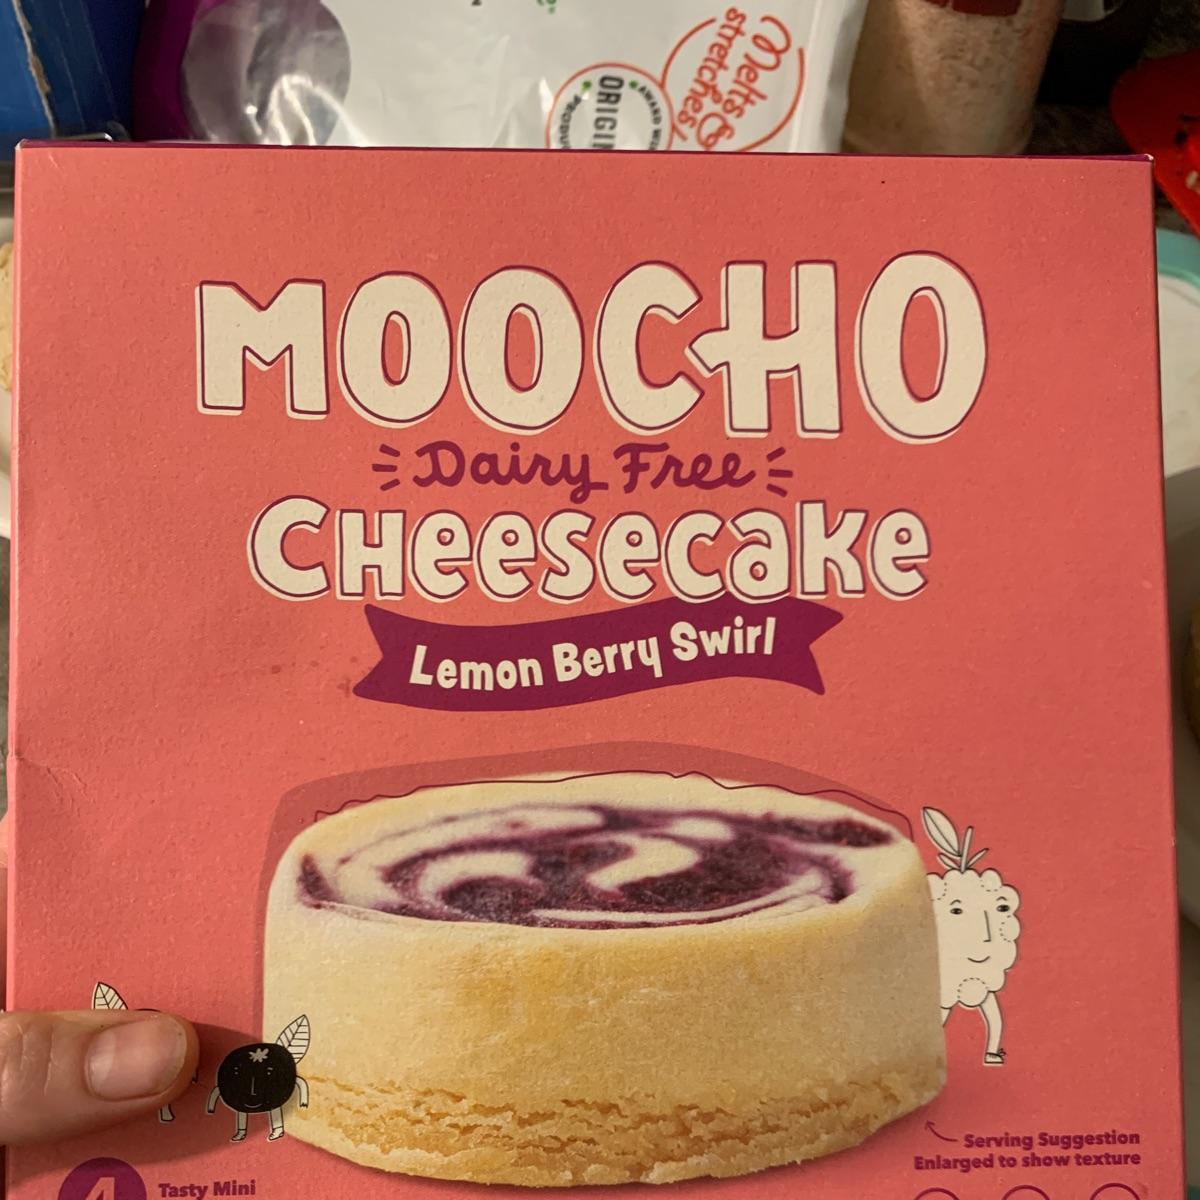 Melts &
stretches!
ORIGI
MOOCHO
Dairy Free
Cheesecake
Lemon Berry Swirl
Serving Suggestion
Enlarged to show texture
4
Tasty Mini